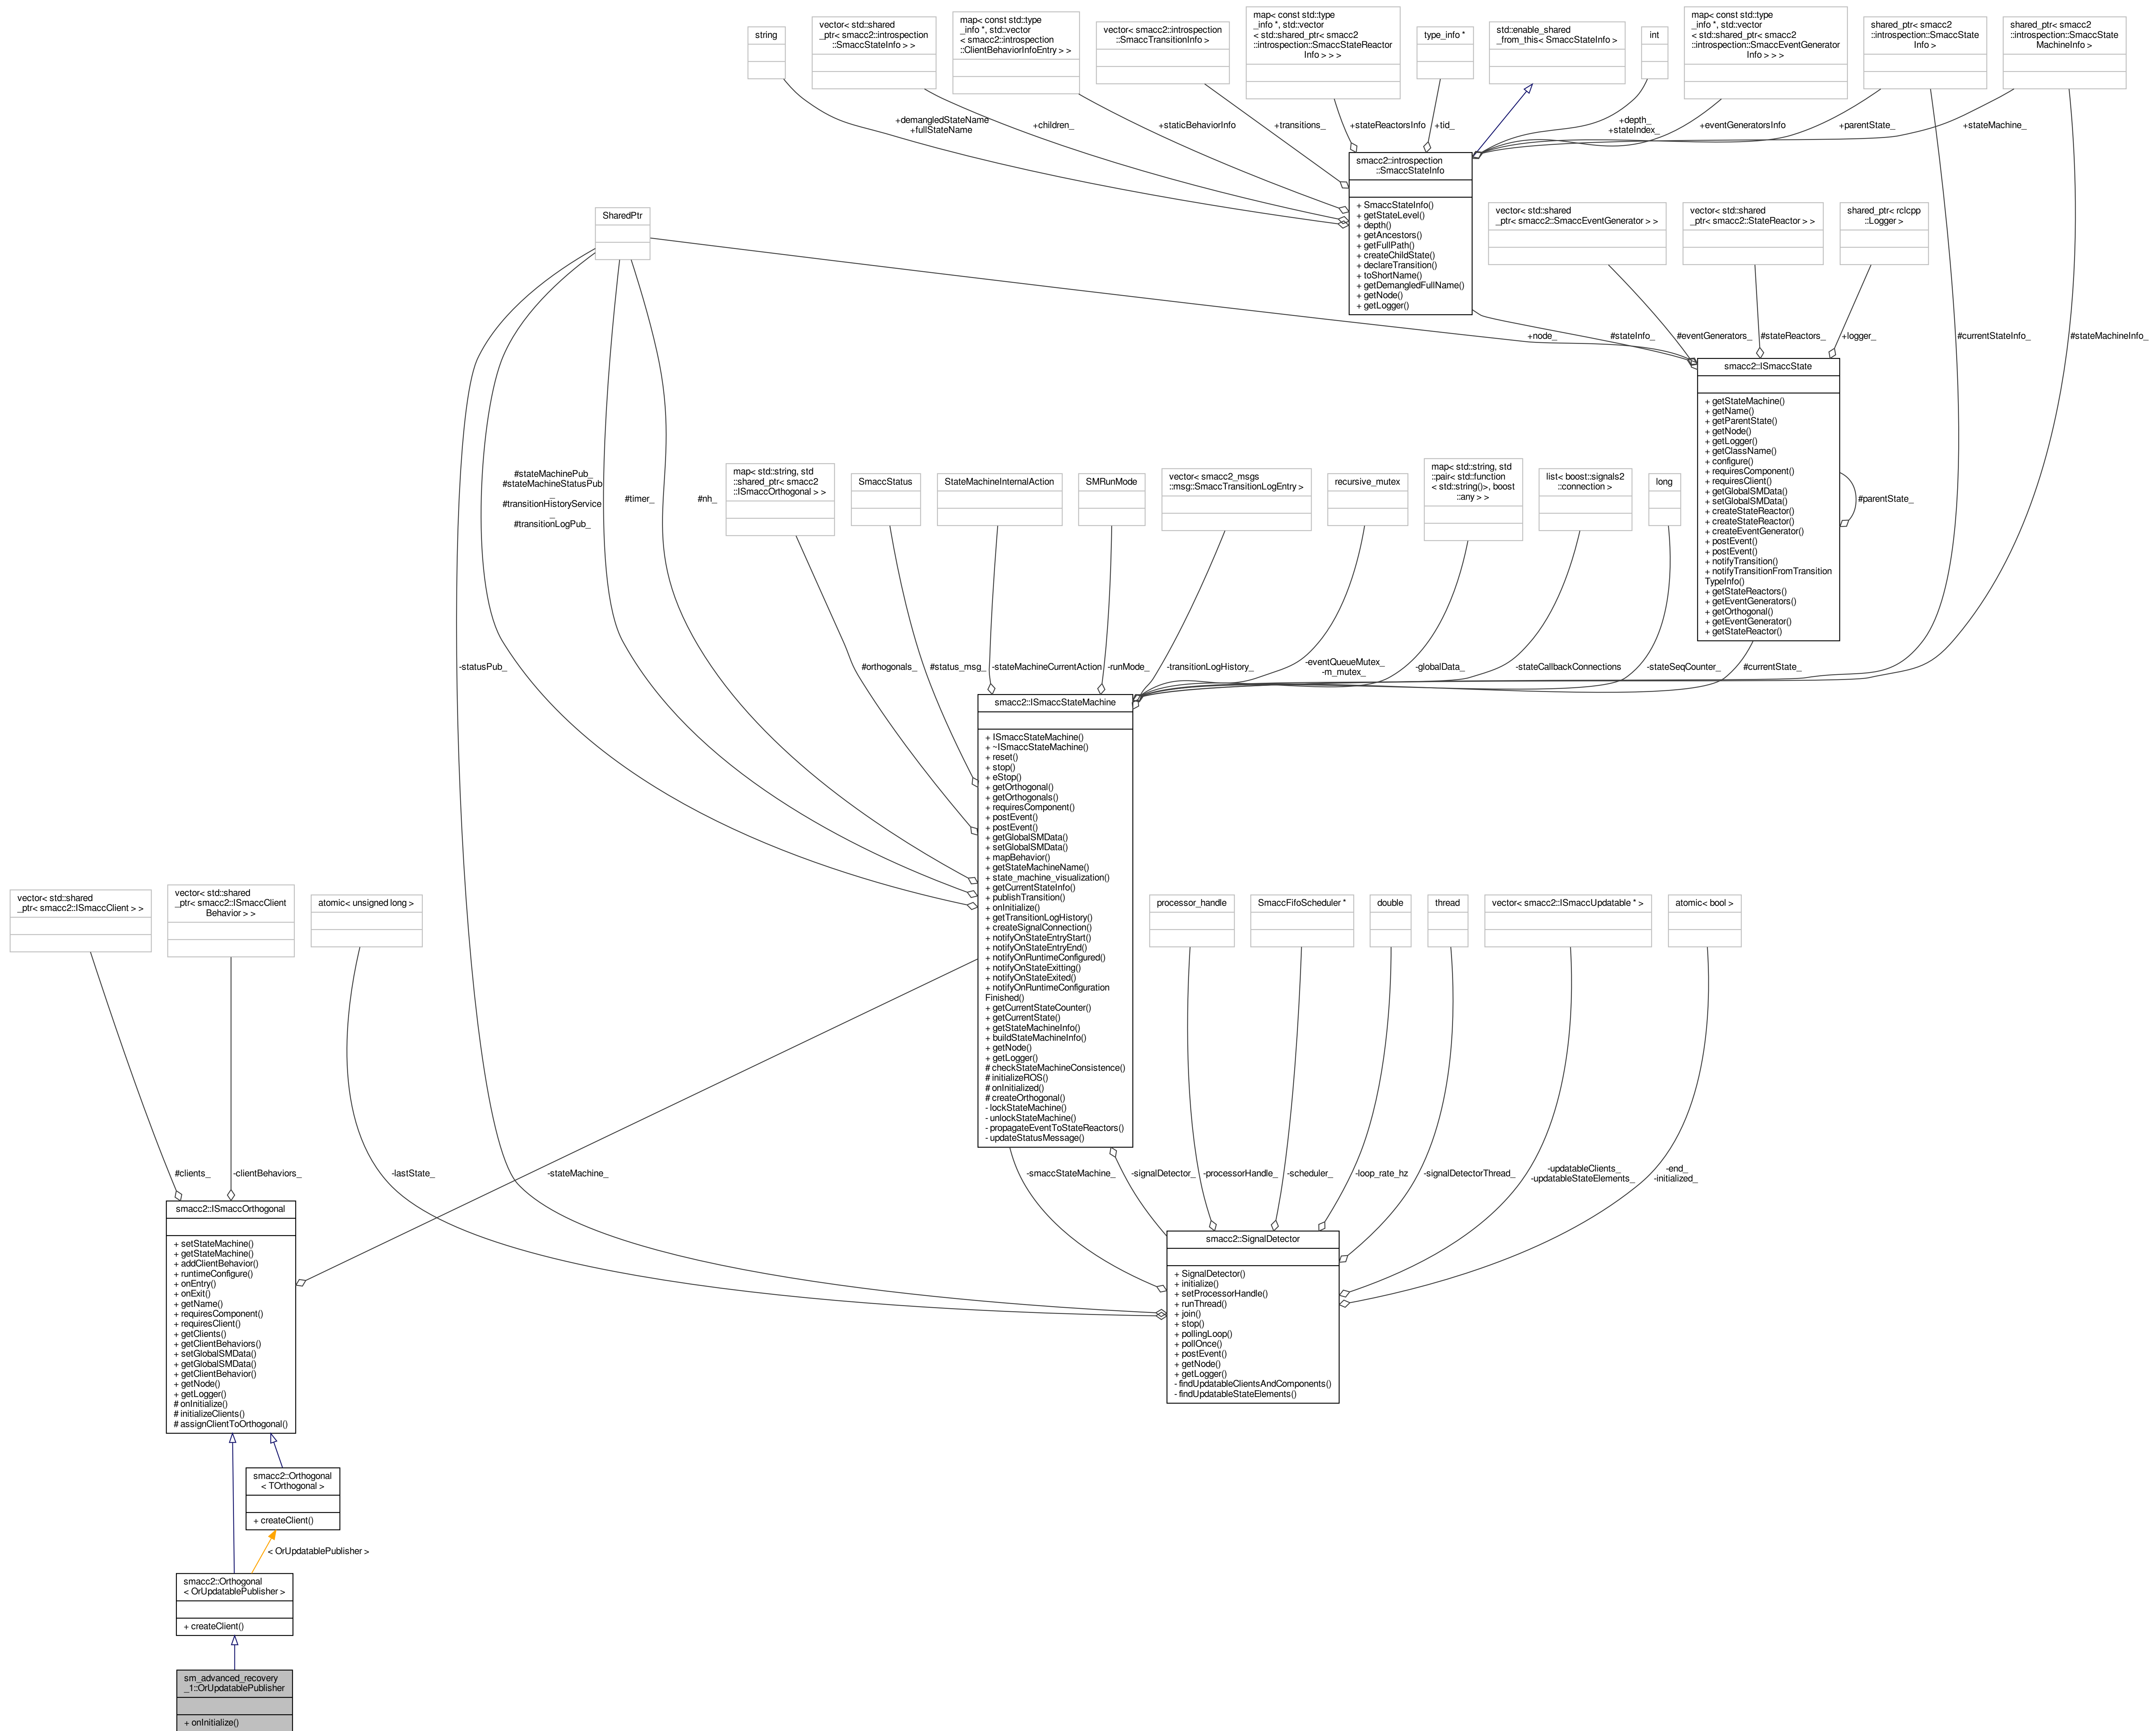 string
vector< std::shared
_ptr< smacc2::introspection
::SmaccStateInfo > >
map< const std::type
_info *, std::vector
< smacc2::introspection
::ClientBehaviorInfoEntry > >
vector< smacc2::introspection
::SmaccTransitionInfo >
map< const std::type
_info *, std::vector
< std::shared_ptr< smacc2
::introspection::SmaccStateReactor
Info > > >
type_info *
std::enable_shared
_from_this< SmaccStateInfo >
int
map< const std::type
_info *, std::vector
< std::shared_ptr< smacc2
::introspection::SmaccEventGenerator
Info > > >
shared_ptr< smacc2
::introspection::SmaccState
Info >
shared_ptr< smacc2
::introspection::SmaccState
MachineInfo >
+demangledStateName
+fullStateName
+children_
+staticBehaviorInfo
+transitions_
+stateReactorsInfo
+tid_
+depth_
+stateIndex_
+eventGeneratorsInfo
+parentState_
+stateMachine_
smacc2::introspection
::SmaccStateInfo
+ SmaccStateInfo()
+ getStateLevel()
+ depth()
+ getAncestors()
+ getFullPath()
+ createChildState()
+ declareTransition()
+ toShortName()
+ getDemangledFullName()
+ getNode()
+ getLogger()
SharedPtr
vector< std::shared
_ptr< smacc2::SmaccEventGenerator > >
vector< std::shared
_ptr< smacc2::StateReactor > >
shared_ptr< rclcpp
::Logger >
+node_
#stateInfo_
#eventGenerators_
#stateReactors_
+logger_
#currentStateInfo_
#stateMachineInfo_
smacc2::ISmaccState
+ getStateMachine()
+ getName()
+ getParentState()
+ getNode()
+ getLogger()
+ getClassName()
+ configure()
+ requiresComponent()
+ requiresClient()
+ getGlobalSMData()
+ setGlobalSMData()
+ createStateReactor()
+ createStateReactor()
+ createEventGenerator()
+ postEvent()
+ postEvent()
+ notifyTransition()
+ notifyTransitionFromTransition
TypeInfo()
+ getStateReactors()
+ getEventGenerators()
+ getOrthogonal()
+ getEventGenerator()
+ getStateReactor()
#parentState_
#stateMachinePub_
#stateMachineStatusPub
_
#transitionHistoryService
_
#transitionLogPub_
#timer_
#nh_
map< std::string, std
::shared_ptr< smacc2
::ISmaccOrthogonal > >
SmaccStatus
StateMachineInternalAction
SMRunMode
vector< smacc2_msgs
::msg::SmaccTransitionLogEntry >
recursive_mutex
map< std::string, std
::pair< std::function
< std::string()>, boost
::any > >
list< boost::signals2
::connection >
long
-statusPub_
#orthogonals_
#status_msg_
-stateMachineCurrentAction
-runMode_
-transitionLogHistory_
-eventQueueMutex_
-m_mutex_
-globalData_
-stateCallbackConnections
-stateSeqCounter_
#currentState_
smacc2::ISmaccStateMachine
+ ISmaccStateMachine()
+ ~ISmaccStateMachine()
+ reset()
+ stop()
+ eStop()
+ getOrthogonal()
+ getOrthogonals()
+ requiresComponent()
+ postEvent()
+ postEvent()
+ getGlobalSMData()
+ setGlobalSMData()
+ mapBehavior()
+ getStateMachineName()
+ state_machine_visualization()
+ getCurrentStateInfo()
+ publishTransition()
+ onInitialize()
+ getTransitionLogHistory()
+ createSignalConnection()
+ notifyOnStateEntryStart()
+ notifyOnStateEntryEnd()
+ notifyOnRuntimeConfigured()
+ notifyOnStateExitting()
+ notifyOnStateExited()
+ notifyOnRuntimeConfiguration
Finished()
+ getCurrentStateCounter()
+ getCurrentState()
+ getStateMachineInfo()
+ buildStateMachineInfo()
+ getNode()
+ getLogger()
# checkStateMachineConsistence()
# initializeROS()
# onInitialized()
# createOrthogonal()
- lockStateMachine()
- unlockStateMachine()
- propagateEventToStateReactors()
- updateStatusMessage()
vector< std::shared
_ptr< smacc2::ISmaccClient > >
vector< std::shared
_ptr< smacc2::ISmaccClient
Behavior > >
atomic< unsigned long >
processor_handle
SmaccFifoScheduler *
double
thread
vector< smacc2::ISmaccUpdatable * >
atomic< bool >
#clients_
-clientBehaviors_
-lastState_
-stateMachine_
-smaccStateMachine_
-signalDetector_
-processorHandle_
-scheduler_
-loop_rate_hz
-signalDetectorThread_
-updatableClients_
-updatableStateElements_
-end_
-initialized_
smacc2::ISmaccOrthogonal
+ setStateMachine()
+ getStateMachine()
+ addClientBehavior()
+ runtimeConfigure()
+ onEntry()
+ onExit()
+ getName()
+ requiresComponent()
+ requiresClient()
+ getClients()
+ getClientBehaviors()
+ setGlobalSMData()
+ getGlobalSMData()
+ getClientBehavior()
+ getNode()
+ getLogger()
# onInitialize()
# initializeClients()
# assignClientToOrthogonal()
smacc2::SignalDetector
+ SignalDetector()
+ initialize()
+ setProcessorHandle()
+ runThread()
+ join()
+ stop()
+ pollingLoop()
+ pollOnce()
+ postEvent()
+ getNode()
+ getLogger()
- findUpdatableClientsAndComponents()
- findUpdatableStateElements()
smacc2::Orthogonal
< TOrthogonal >
+ createClient()
< OrUpdatablePublisher >
smacc2::Orthogonal
< OrUpdatablePublisher >
+ createClient()
sm_advanced_recovery
_1::OrUpdatablePublisher
+ onInitialize()